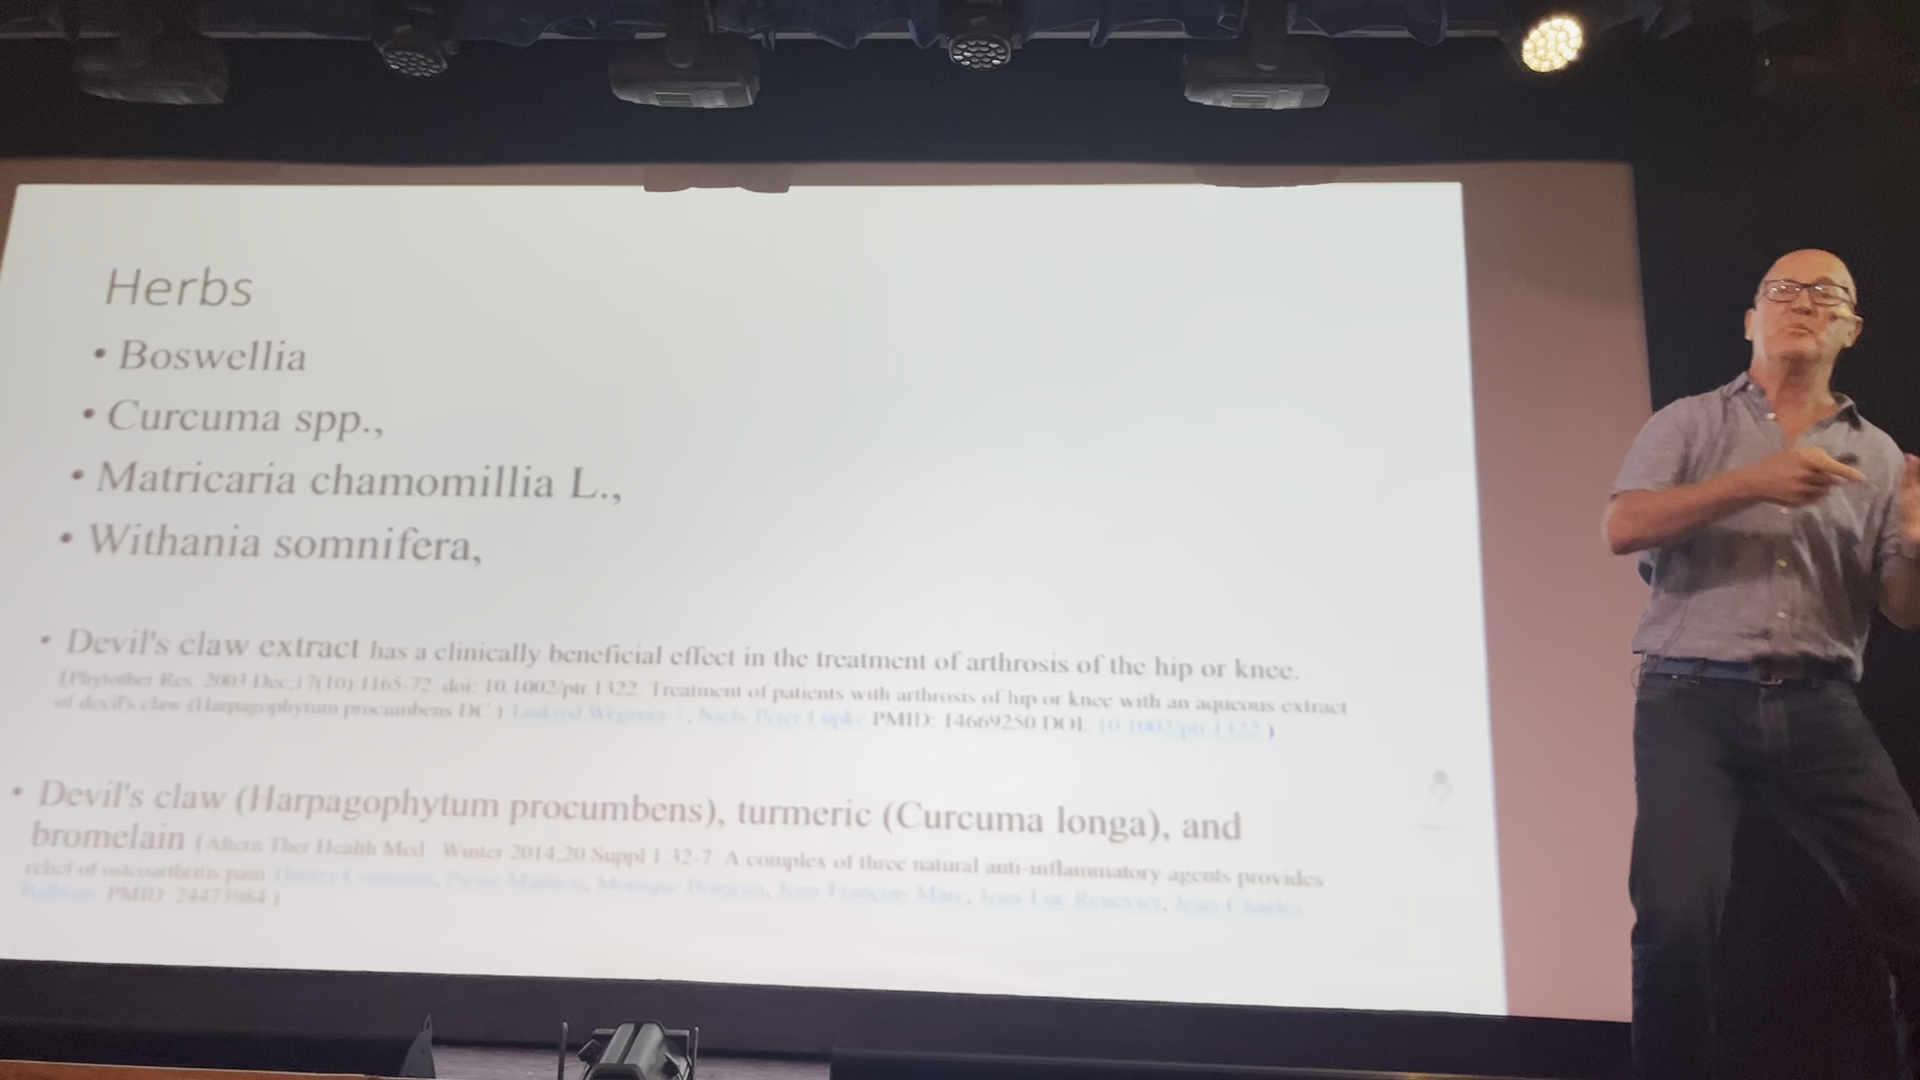 Herbs
• Boswellia
• Curcuma spp.,
• Matricaria chamomillia L.,
• Withania somnifera,
• Devil's claw extract has a clinically beneficial effect in the treatment of arthrosis of the hip or knee.
(Phytother Res. 2003 Dec;17(10):1165-72. doi: 10.1002/ptr.1322. Treatment of patients with arthrosis of hip or knee with an aqueous extract
of devil's claw (Harpagophytum procumbens DC.) PMID: 14669250 DOI: 10.1002/ptr.1322 )
• Devil's claw (Harpagophytum procumbens), turmeric (Curcuma longa), and
bromelain (Altern Ther Health Med . Winter 2014;20 Suppl 1:32-7. A complex of three natural anti-inflammatory agents provides
relief of osteoarthritis pain
PMID: 24473984 )